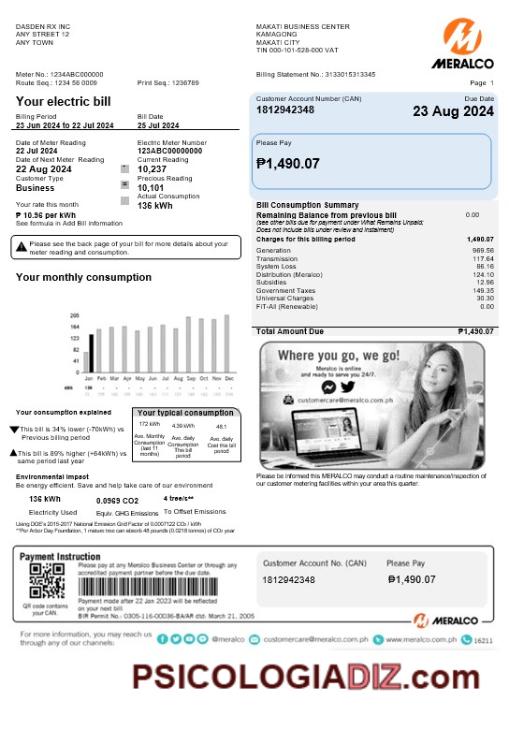 DASDEN RX INC
ANY STREET 12
ANY TOWN
MAKATI BUSINESS CENTER
KAMAGONG
MAKATI CITY
TIN 000-101-528-000 VAT
MERALCO
Meter No.: 1234ABC000000
Route Seq.: 1234 56 0009
Print Seq.: 1236789
Billing Statement No.: 3133015313345
Page 1
Your electric bill
Billing Period
23 Jun 2024 to 22 Jul 2024
Bill Date
25 Jul 2024
Customer Account Number (CAN)
1812942348
Due Date
23 Aug 2024
Please Pay
₱1,490.07
Date of Meter Reading
22 Jul 2024
Date of Next Meter Reading
22 Aug 2024
Customer Type
Business
Your rate this month
₱ 10.96 per kWh
See formula in Add Bill Information
Electric Meter Number
123ABC00000000
Current Reading
10,237
Precious Reading
10,101
Actual Consumption
136 kWh
Please see the back page of your bill for more details about your
meter reading and consumption.
Bill Consumption Summary
Remaining Balance from previous bill 0.00
(see other bills due for payment under What Remains Unpaid;
Does not include bills under review and instalment)
Charges for this billing period 1,490.07
Generation 969.56
Transmission 117.64
System Loss 86.16
Distribution (Meralco) 124.10
Subsidies 12.96
Government Taxes 149.35
Universal Charges 30.30
FiT-All (Renewable) 0.00
Total Amount Due ₱1,490.07
Your monthly consumption
Jan Feb Mar Apr May Jun Jul Aug Sep Oct Nov Dec
Where you go, we go!
Meralco is online
and ready to serve you 24/7.
customercare@meralco.com.ph
Please be informed this MERALCO may conduct a routine maintenance/inspection of
our customer metering facilities within your area this quarter.
Your consumption explained
This bill is 34% lower (-70kWh) vs
Previous billing period
This bill is 89% higher (+64kWh) vs
same period last year
Your typical consumption
172 kWh
Ave. Monthly
Consumption
(last 11
months)
4.39 kWh
Ave. daily
Consumption
This bill
period
48.1
Ave. daily
Cost this bill
period
Environmental impact
Be energy efficient. Save and help take care of our environment
136 kWh
Electricity Used
0.0969 CO2
Equiv. GHG Emissions
4 tree/s**
To Offset Emissions
Using DOE's 2015-2017 National Emission Grid Factor of 0.0007122 CO₂ / kWh
**Per Arbor Day Foundation, 1 mature tree can absorb 48 pounds (0.0218 tonnes) of CO₂ year
Payment Instruction
QR code contains
your CAN.
Please pay at any Meralco Business Center or through any
accredited payment partner before the due date.
Payment made after 22 Jan 2023 will be reflected
on your next bill
BIR Permit No.: 0305-116-00036-BA/AR dtd. March 21, 2005
Customer Account No. (CAN)
1812942348
Please Pay
₱1,490.07
MERALCO
For more information, you may reach us
through any of our channels:
@meralco
customercare@meralco.com.ph
www.meralco.com.ph
16211
PSICOLOGIADIZ.com